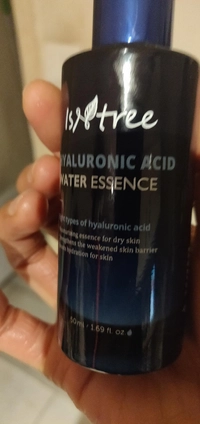 Isntree
HYALURONIC ACID
WATER ESSENCE
types of hyaluronic acid
essence for dry skin
the weakened skin barrier
hydration for skin
50ml • 1.69 fl. oz